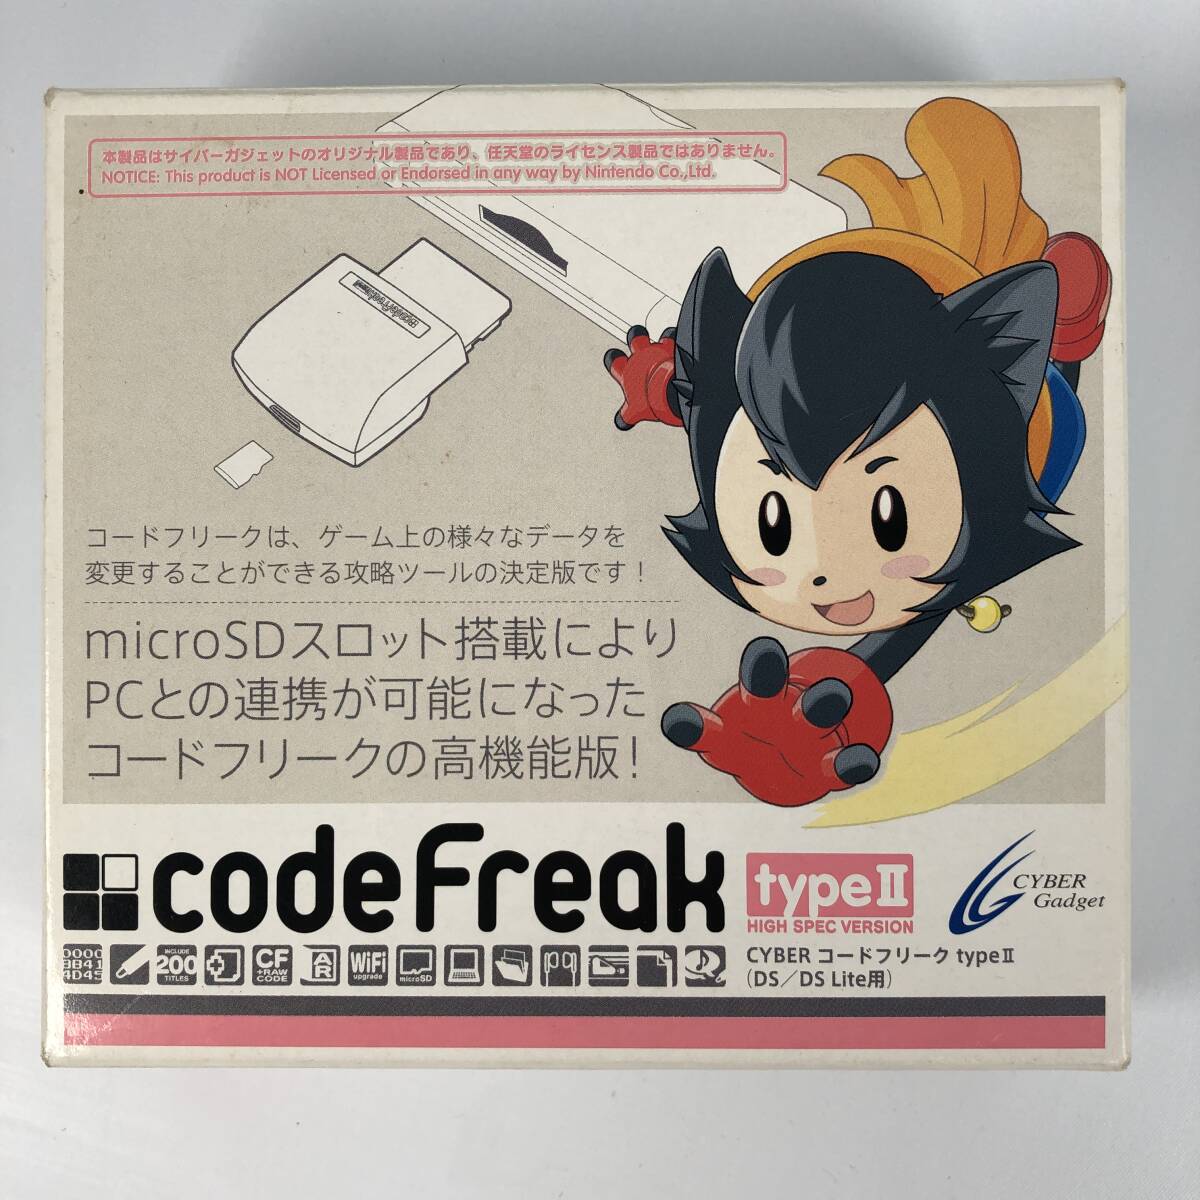 本製品はサイバーガジェットのオリジナル製品であり、任天堂のライセンス製品ではありません。
NOTICE: This product is NOT Licensed or Endorsed in any way by Nintendo Co.,Ltd.
コードフリークは、ゲーム上の様々なデータを
変更することができる攻略ツールの決定版です！
microSDスロット搭載により
PCとの連携が可能になった
コードフリークの高機能版！
codeFreak
typeII
HIGH SPEC VERSION
CYBER
Gadget
CYBER コードフリーク typeII
(DS／DS Lite用)
INCLUDE
200
TITLES
CF
+RAW
CODE
AR
WiFi
upgrade
microSD